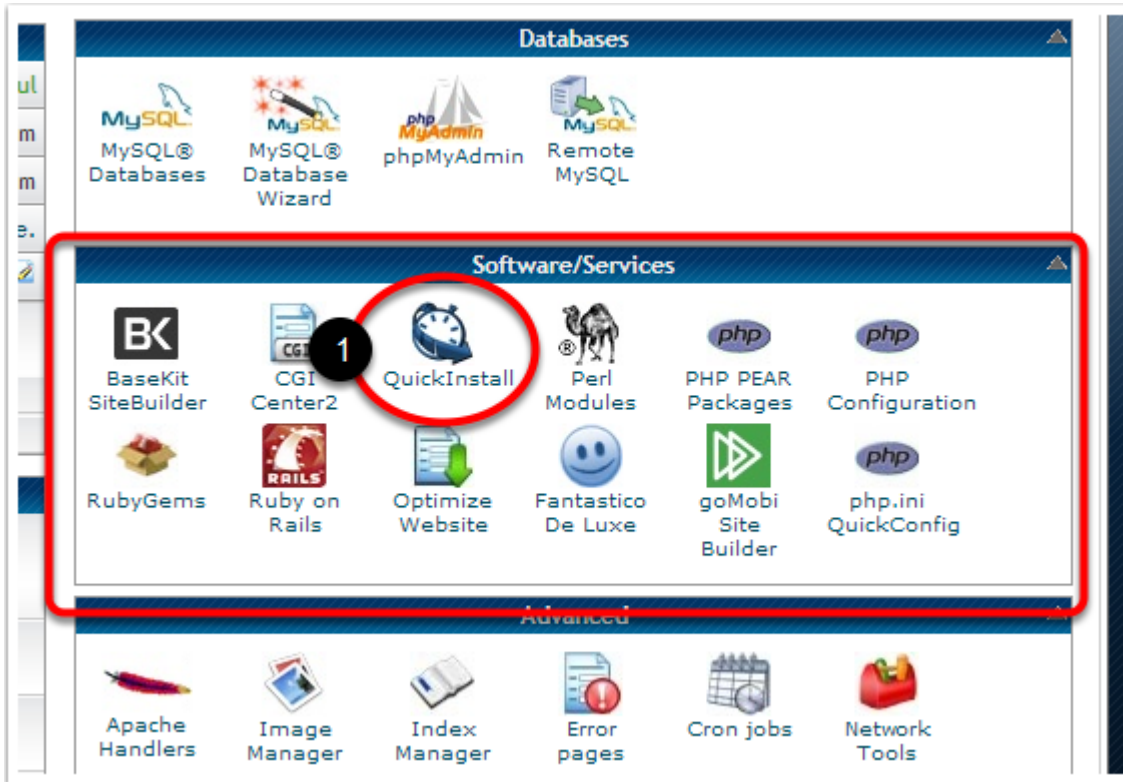 Databases
ul
m
m
e.
MySQL
MySQL
php
MyAdmin
MySQL
MySQL® Databases
MySQL® Database Wizard
phpMyAdmin
Remote MySQL
Software/Services
BK
CGI
1
®
php
php
BaseKit SiteBuilder
CGI Center2
QuickInstall
Perl Modules
PHP PEAR Packages
PHP Configuration
RAILS
php
RubyGems
Ruby on Rails
Optimize Website
Fantastico De Luxe
goMobi Site Builder
php.ini QuickConfig
Advanced
Apache Handlers
Image Manager
Index Manager
Error pages
Cron jobs
Network Tools